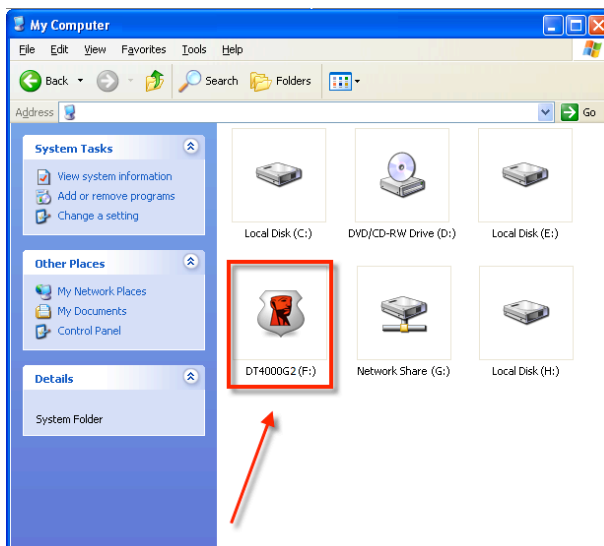 My Computer
File Edit View Favorites Tools Help
Back Search Folders
Address Go
System Tasks
View system information
Add or remove programs
Change a setting
Other Places
My Network Places
My Documents
Control Panel
Details
System Folder
Local Disk (C:) DVD/CD-RW Drive (D:) Local Disk (E:)
DT4000G2 (F:) Network Share (G:) Local Disk (H:)